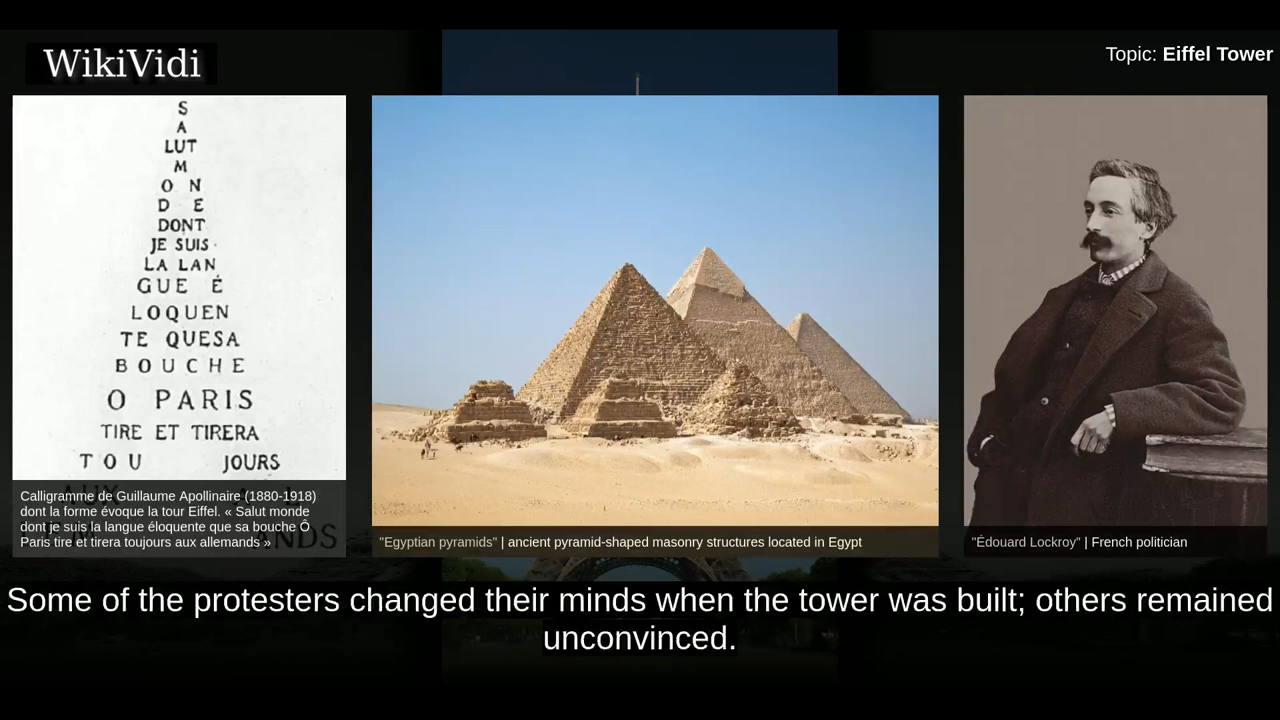 WikiVidi
Topic: Eiffel Tower
S
A
LUT
M
O N
D E
DONT
JE SUIS
LA LAN
GUE É
LOQUEN
TE QUESA
BOUCHE
O PARIS
TIRE ET TIRERA
TOU JOURS
AUX
ANDS
Calligramme de Guillaume Apollinaire (1880-1918)
dont la forme évoque la tour Eiffel. « Salut monde
dont je suis la langue éloquente que sa bouche Ô
Paris tire et tirera toujours aux allemands »
"Egyptian pyramids" | ancient pyramid-shaped masonry structures located in Egypt
"Édouard Lockroy" | French politician
Some of the protesters changed their minds when the tower was built; others remained
unconvinced.